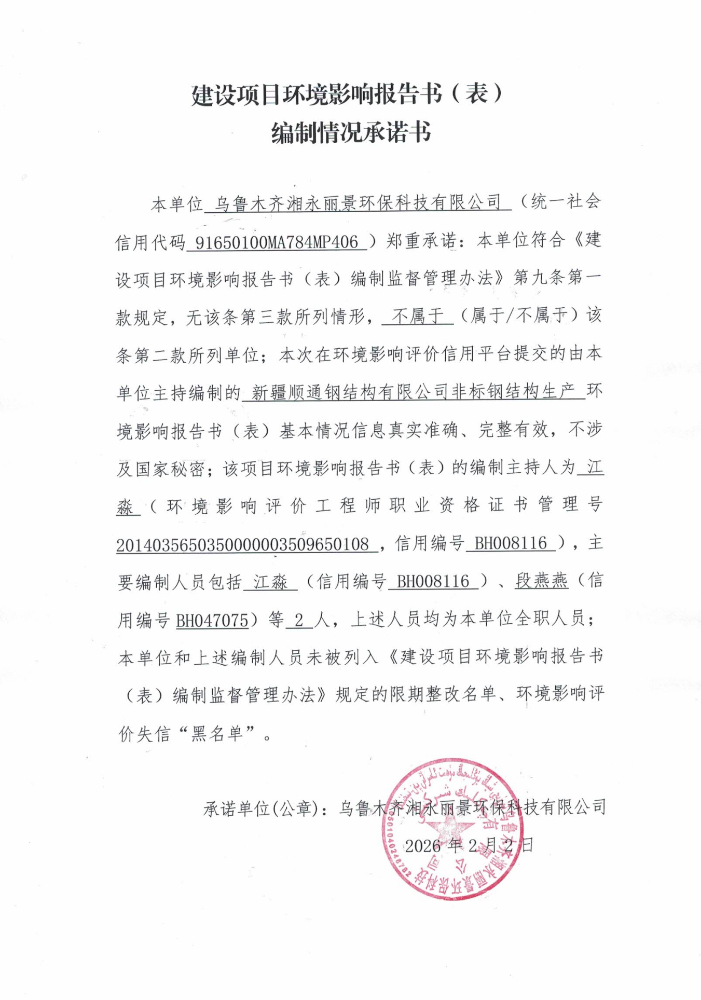 建设项目环境影响报告书（表）
编制情况承诺书
本单位 乌鲁木齐湘永丽景环保科技有限公司 （统一社会
信用代码 91650100MA784MP406 ）郑重承诺：本单位符合《建
设项目环境影响报告书（表）编制监督管理办法》第九条第一
款规定，无该条第三款所列情形， 不属于 （属于/不属于）该
条第二款所列单位；本次在环境影响评价信用平台提交的由本
单位主持编制的 新疆顺通钢结构有限公司非标钢结构生产 环
境影响报告书（表）基本情况信息真实准确、完整有效，不涉
及国家秘密；该项目环境影响报告书（表）的编制主持人为 江
淼（环境影响评价工程师职业资格证书管理号
2014035650350000003509650108 ，信用编号 BH008116 ），主
要编制人员包括 江淼 （信用编号 BH008116 ）、段燕燕（信
用编号 BH047075）等 2 人，上述人员均为本单位全职人员；
本单位和上述编制人员未被列入《建设项目环境影响报告书
（表）编制监督管理办法》规定的限期整改名单、环境影响评
价失信“黑名单”。
承诺单位(公章)：乌鲁木齐湘永丽景环保科技有限公司
2026 年 2 月 2 日
乌鲁木齐湘永丽景环保科技
有限公司